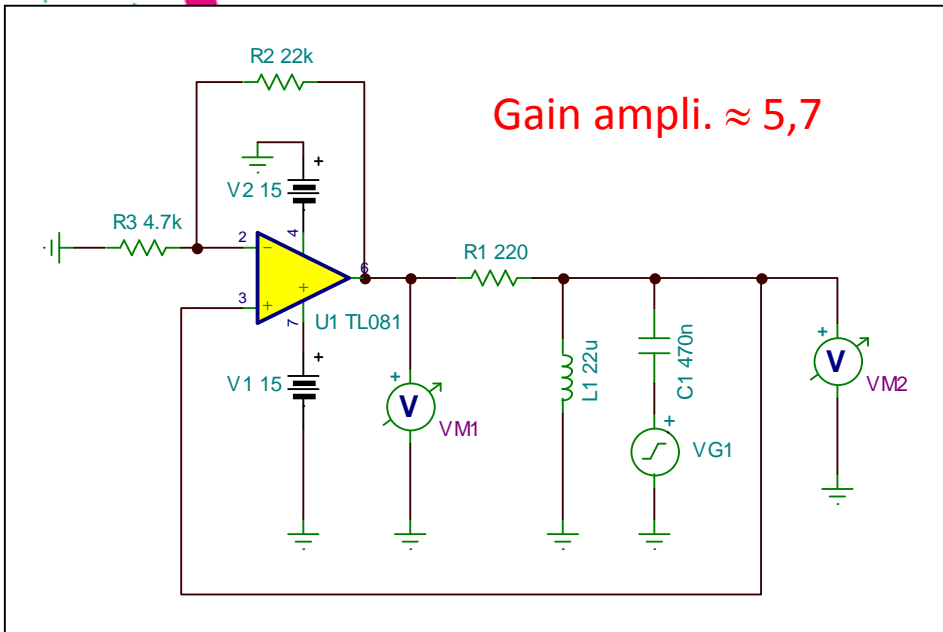 R2 22k
Gain ampli. ≈ 5,7
+
V2 15
R3 4.7k
4
2
−
R1 220
6
+
3
+
7
U1 TL081
+
V1 15
+
V
VM1
L1 22u
C1 470n
+
VG1
+
V
VM2